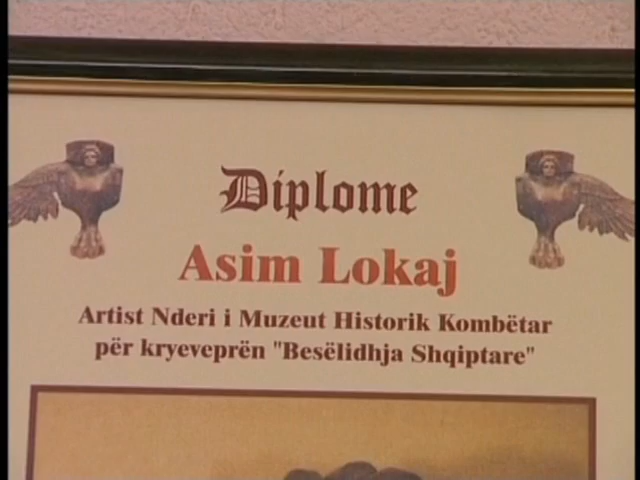 Diplome
Asim Lokaj
Artist Nderi i Muzeut Historik Kombëtar
për kryeveprën "Besëlidhja Shqiptare"